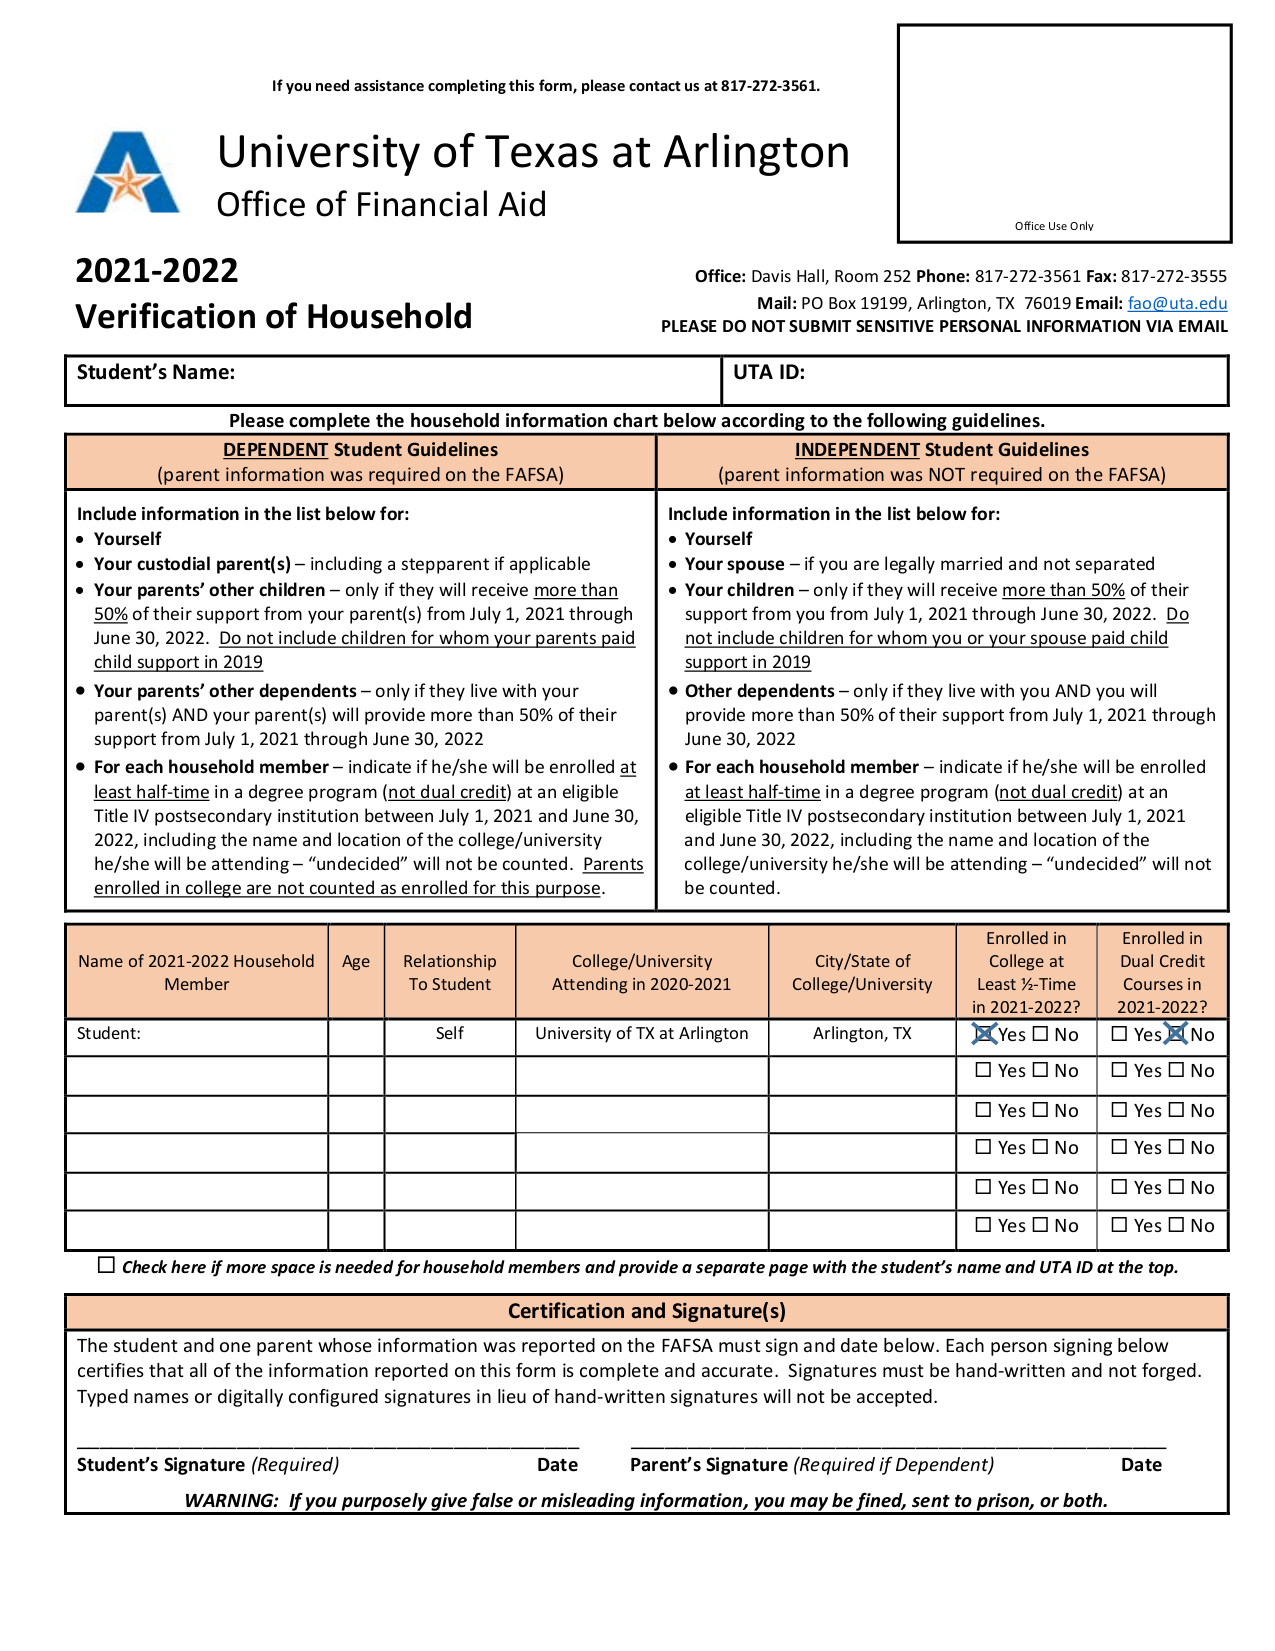 If you need assistance completing this form, please contact us at 817-272-3561.
University of Texas at Arlington
Office of Financial Aid
Office Use Only
2021-2022
Verification of Household
Office: Davis Hall, Room 252 Phone: 817-272-3561 Fax: 817-272-3555
Mail: PO Box 19199, Arlington, TX  76019 Email: fao@uta.edu
PLEASE DO NOT SUBMIT SENSITIVE PERSONAL INFORMATION VIA EMAIL
Student’s Name:
UTA ID:
Please complete the household information chart below according to the following guidelines.
DEPENDENT Student Guidelines
(parent information was required on the FAFSA)
Include information in the list below for:
• Yourself
• Your custodial parent(s) – including a stepparent if applicable
• Your parents’ other children – only if they will receive more than
50% of their support from your parent(s) from July 1, 2021 through
June 30, 2022.  Do not include children for whom your parents paid
child support in 2019
• Your parents’ other dependents – only if they live with your
parent(s) AND your parent(s) will provide more than 50% of their
support from July 1, 2021 through June 30, 2022
• For each household member – indicate if he/she will be enrolled at
least half-time in a degree program (not dual credit) at an eligible
Title IV postsecondary institution between July 1, 2021 and June 30,
2022, including the name and location of the college/university
he/she will be attending – “undecided” will not be counted.  Parents
enrolled in college are not counted as enrolled for this purpose.
INDEPENDENT Student Guidelines
(parent information was NOT required on the FAFSA)
Include information in the list below for:
• Yourself
• Your spouse – if you are legally married and not separated
• Your children – only if they will receive more than 50% of their
support from you from July 1, 2021 through June 30, 2022.  Do
not include children for whom you or your spouse paid child
support in 2019
• Other dependents – only if they live with you AND you will
provide more than 50% of their support from July 1, 2021 through
June 30, 2022
• For each household member – indicate if he/she will be enrolled
at least half-time in a degree program (not dual credit) at an
eligible Title IV postsecondary institution between July 1, 2021
and June 30, 2022, including the name and location of the
college/university he/she will be attending – “undecided” will not
be counted.
Name of 2021-2022 Household
Member
Age
Relationship
To Student
College/University
Attending in 2020-2021
City/State of
College/University
Enrolled in
College at
Least ½-Time
in 2021-2022?
Enrolled in
Dual Credit
Courses in
2021-2022?
Student: Self University of TX at Arlington Arlington, TX ☒ Yes ☐ No ☐ Yes ☒ No
☐ Yes ☐ No ☐ Yes ☐ No
☐ Yes ☐ No ☐ Yes ☐ No
☐ Yes ☐ No ☐ Yes ☐ No
☐ Yes ☐ No ☐ Yes ☐ No
☐ Yes ☐ No ☐ Yes ☐ No
☐ Check here if more space is needed for household members and provide a separate page with the student’s name and UTA ID at the top.
Certification and Signature(s)
The student and one parent whose information was reported on the FAFSA must sign and date below. Each person signing below
certifies that all of the information reported on this form is complete and accurate.  Signatures must be hand-written and not forged.
Typed names or digitally configured signatures in lieu of hand-written signatures will not be accepted.
Student’s Signature (Required) Date
Parent’s Signature (Required if Dependent) Date
WARNING:  If you purposely give false or misleading information, you may be fined, sent to prison, or both.